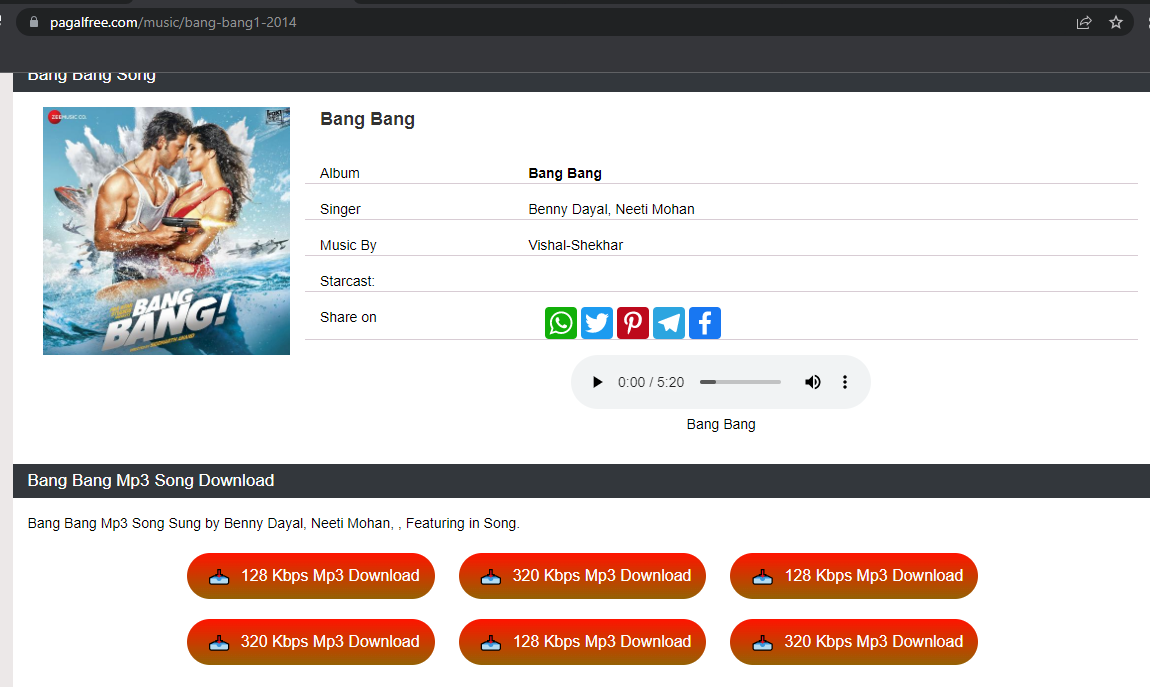 pagalfree.com/music/bang-bang1-2014
Bang Bang Song
ZEE MUSIC CO.
FOX
BANG
BANG!
Bang Bang
Album Bang Bang
Singer Benny Dayal, Neeti Mohan
Music By Vishal-Shekhar
Starcast:
Share on
0:00 / 5:20
Bang Bang
Bang Bang Mp3 Song Download
Bang Bang Mp3 Song Sung by Benny Dayal, Neeti Mohan, , Featuring in Song.
128 Kbps Mp3 Download 320 Kbps Mp3 Download 128 Kbps Mp3 Download
320 Kbps Mp3 Download 128 Kbps Mp3 Download 320 Kbps Mp3 Download